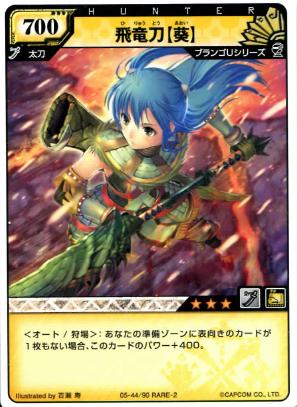 HUNTER
700
ひ りゅう とう あおい
飛竜刀【葵】
太刀
ブランゴUシリーズ
★★★
<オート / 狩場>：あなたの準備ゾーンに表向きのカードが
1枚もない場合、このカードのパワー+400。
Illustrated by 百瀬 寿
05-44/90 RARE-2
©CAPCOM CO., LTD.